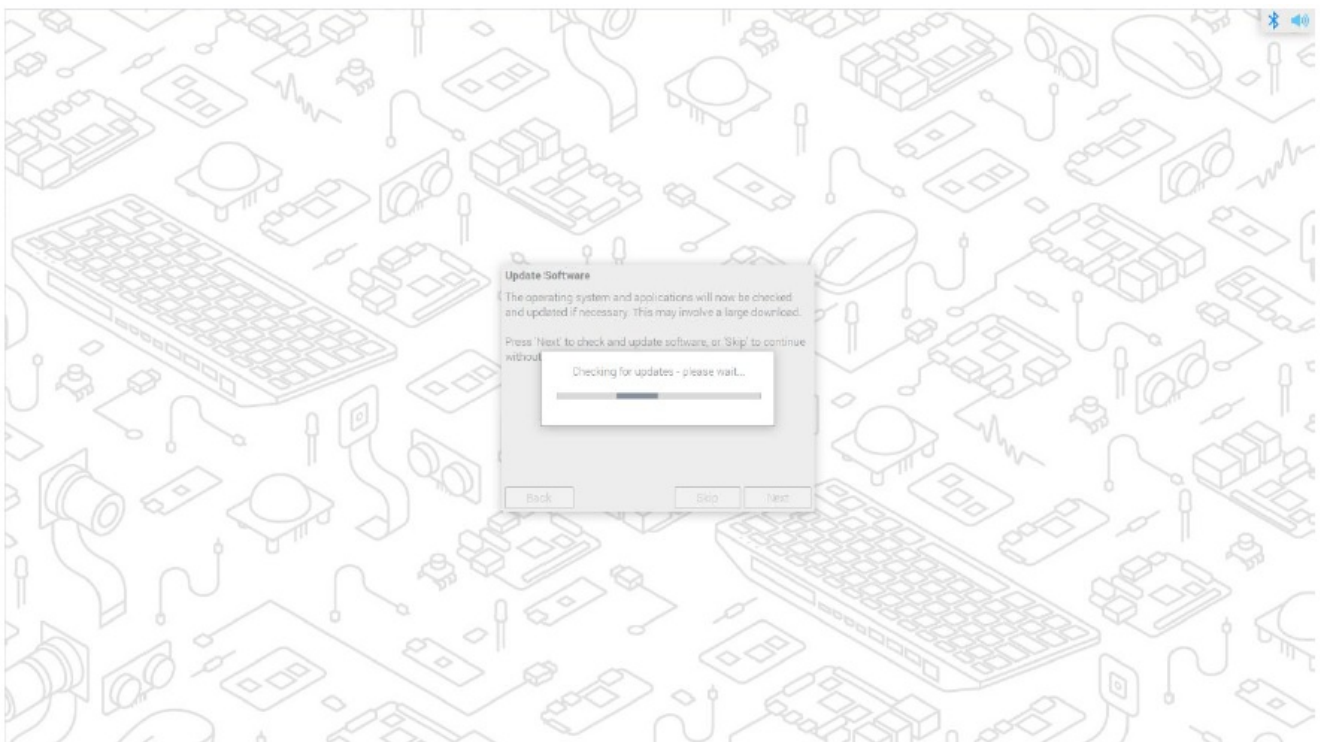 Update Software
The operating system and applications will now be checked
and updated if necessary. This may involve a large download.
Press 'Next' to check and update software, or 'Skip' to continue
without
Checking for updates - please wait...
Back
Skip
Next